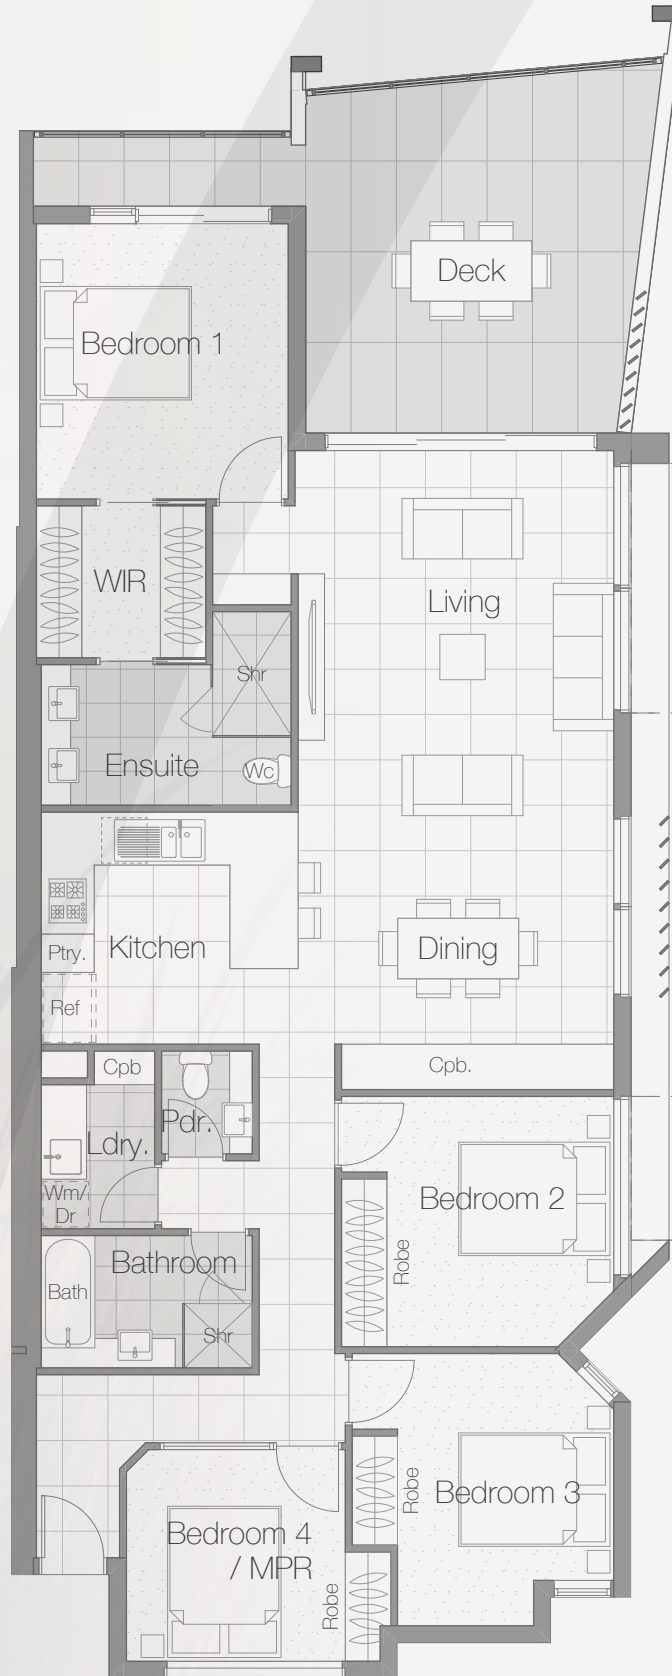 Deck
Bedroom 1
WIR
Living
Shr
Ensuite
Wc
Kitchen
Ptry.
Dining
Ref
Cpb
Cpb.
Pdr.
Ldry.
Wm/
Dr
Bedroom 2
Robe
Bathroom
Bath
Shr
Bedroom 3
Robe
Bedroom 4
/ MPR
Robe